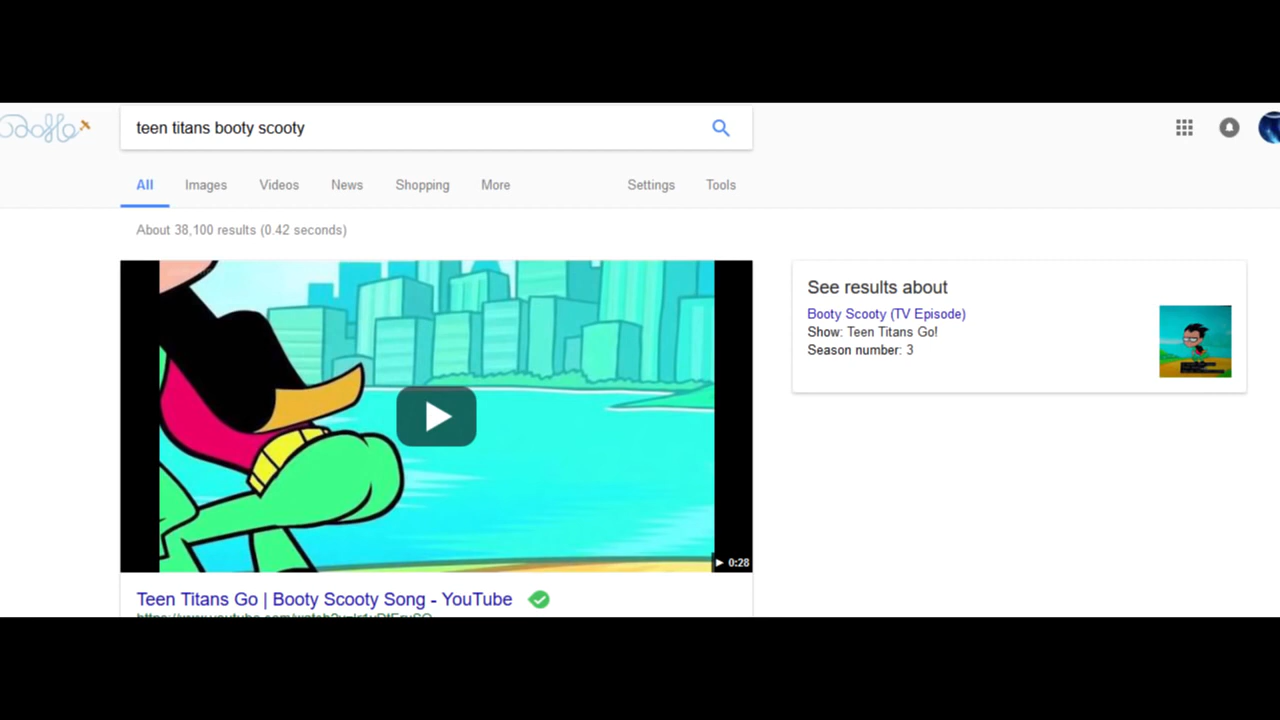 teen titans booty scooty
All Images Videos News Shopping More Settings Tools
About 38,100 results (0.42 seconds)
See results about
Booty Scooty (TV Episode)
Show: Teen Titans Go!
Season number: 3
0:28
Teen Titans Go | Booty Scooty Song - YouTube